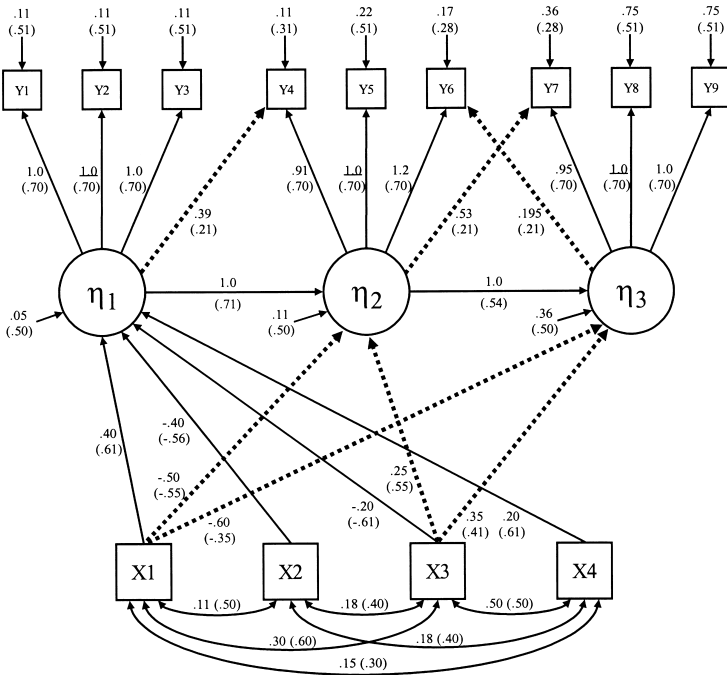 .11 .11 .11 .11 .22 .17 .36 .75 .75
(.51) (.51) (.51) (.31) (.51) (.28) (.28) (.51) (.51)
Y1 Y2 Y3 Y4 Y5 Y6 Y7 Y8 Y9
1.0 1.0 1.0 .91 1.0 1.2 .95 1.0 1.0
(.70) (.70) (.70) (.70) (.70) (.70) (.70) (.70) (.70)
.39 .53 .195
(.21) (.21) (.21)
η1 1.0 η2 1.0 η3
(.71) (.54)
.05 .11 .36
(.50) (.50) (.50)
.40 -.40
(.61) (-.56)
-.50 .25
(-.55) (.55)
-.60 -.20 .35 .20
(-.35) (-.61) (.41) (.61)
X1 X2 X3 X4
.11 (.50) .18 (.40) .50 (.50)
.30 (.60) .18 (.40)
.15 (.30)